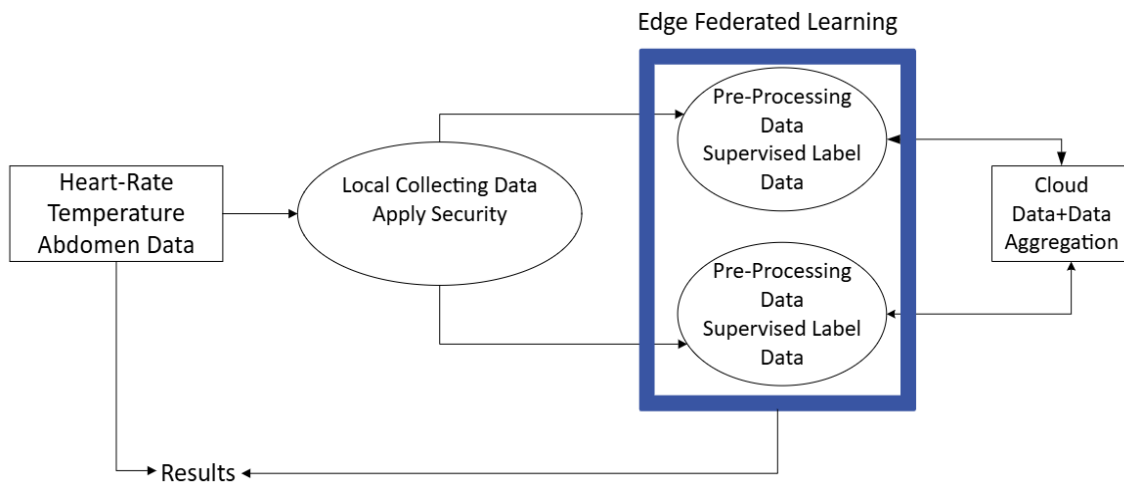 Edge Federated Learning
Heart-Rate
Temperature
Abdomen Data
Local Collecting Data
Apply Security
Pre-Processing
Data
Supervised Label
Data
Pre-Processing
Data
Supervised Label
Data
Cloud
Data+Data
Aggregation
Results